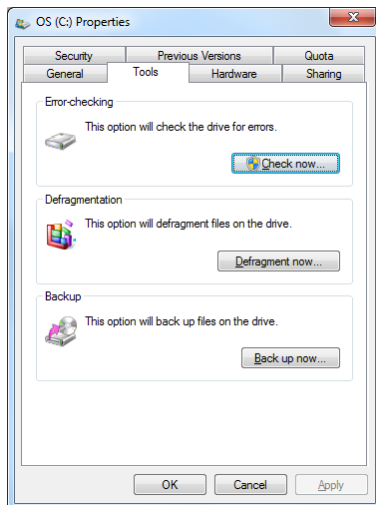 OS (C:) Properties
Security Previous Versions Quota
General Tools Hardware Sharing
Error-checking
This option will check the drive for errors.
Check now...
Defragmentation
This option will defragment files on the drive.
Defragment now...
Backup
This option will back up files on the drive.
Back up now...
OK Cancel Apply